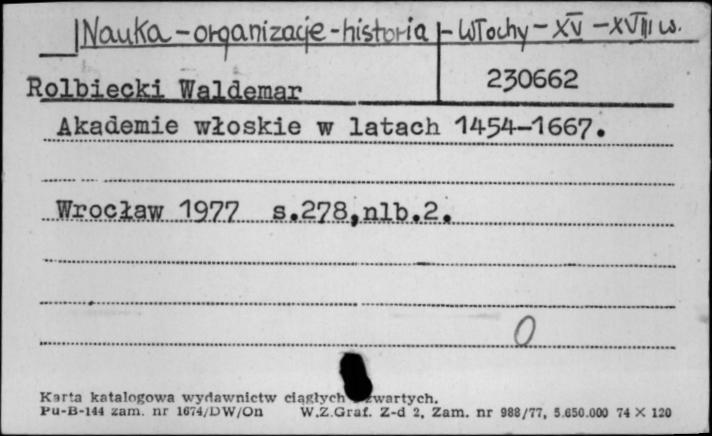 Nauka - organizacje - historia - Włochy - XV - XVIII w.
230662
Rolbiecki Waldemar
Akademie włoskie w latach 1454-1667.
Wrocław 1977 s.278,nlb.2.
0
Karta katalogowa wydawnictw ciągłych zwartych.
Pu-B-144 zam. nr 1674/DW/On W.Z.Graf. Z-d 2, Zam. nr 988/77, 5.650.000 74 X 120